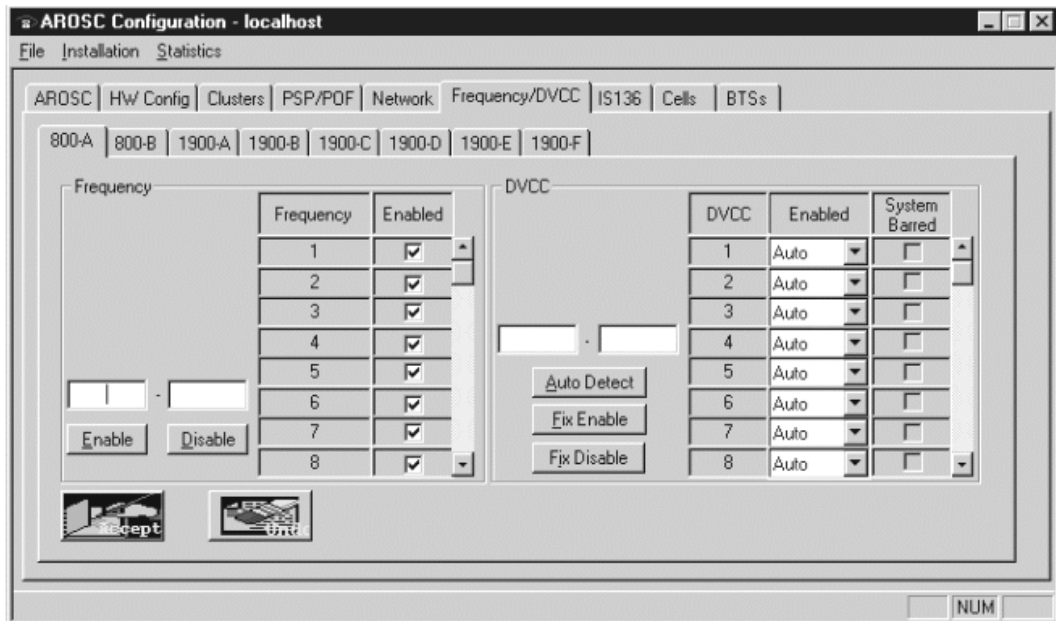 AROSC Configuration - localhost
File Installation Statistics
AROSC HW Config Clusters PSP/POF Network Frequency/DVCC IS136 Cells BTSs
800-A 800-B 1900-A 1900-B 1900-C 1900-D 1900-E 1900-F
Frequency
Frequency Enabled
1
2
3
4
5
6
7
8
-
Enable Disable
DVCC
DVCC Enabled System Barred
1 Auto
2 Auto
3 Auto
4 Auto
5 Auto
6 Auto
7 Auto
8 Auto
-
Auto Detect
Fix Enable
Fix Disable
Accept Undo
NUM